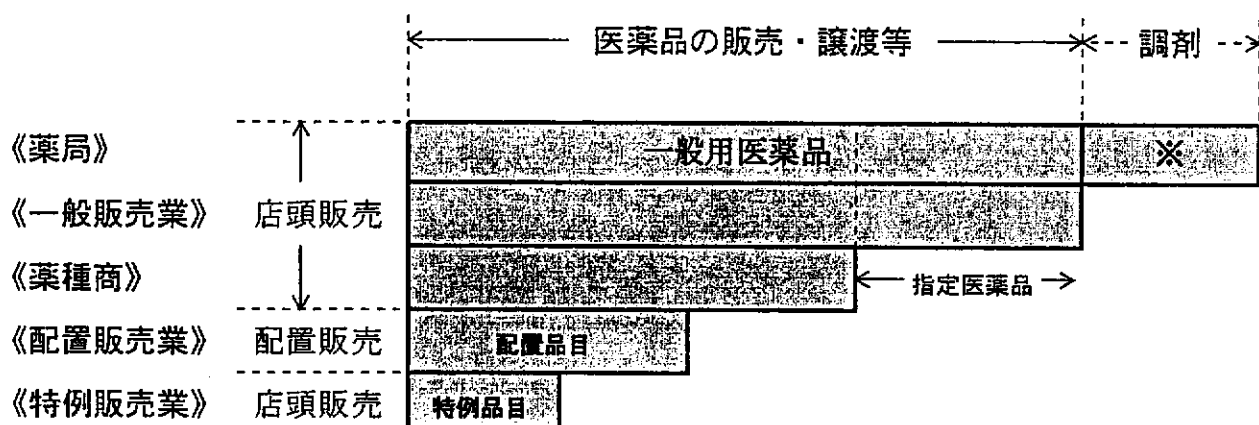 医薬品の販売・譲渡等 調剤
《薬局》 一般用医薬品 ※
《一般販売業》 店頭販売
《薬種商》 指定医薬品
《配置販売業》 配置販売 配置品目
《特例販売業》 店頭販売 特例品目